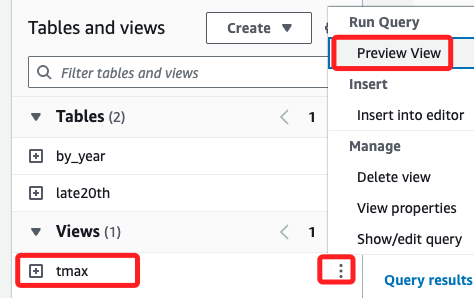 Tables and views
Create
Filter tables and views
Tables (2)
1
by_year
late20th
Views (1)
1
tmax
Run Query
Preview View
Insert
Insert into editor
Manage
Delete view
View properties
Show/edit query
Query results